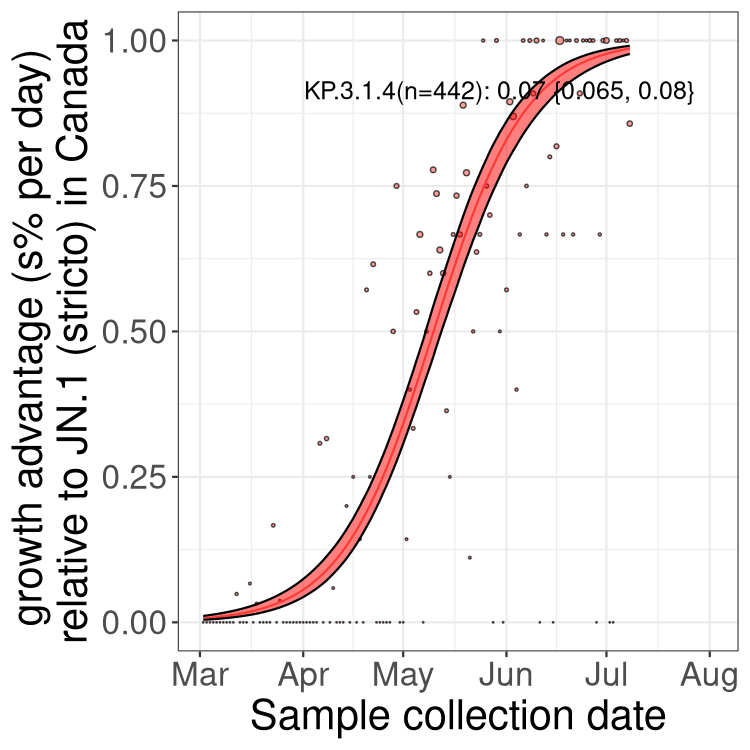 growth advantage (s% per day)
relative to JN.1 (stricto) in Canada
1.00
0.75
0.50
0.25
0.00
KP.3.1.4(n=442): 0.07 {0.065, 0.08}
Mar Apr May Jun Jul Aug
Sample collection date